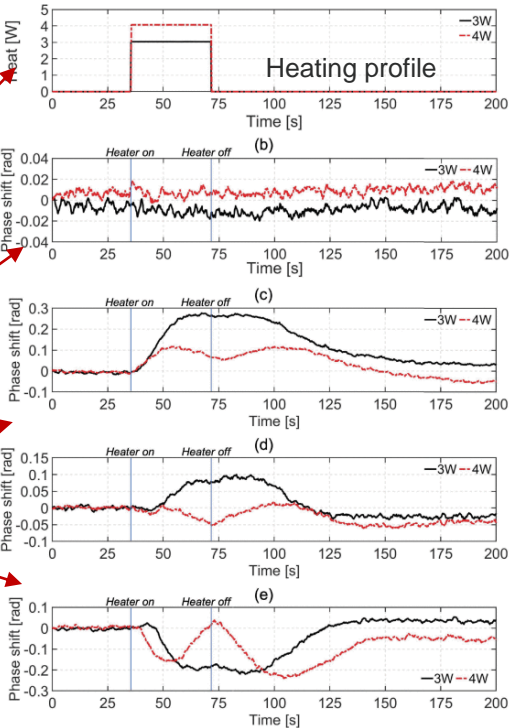 5
4
3
2
1
0
Heat [W]
3W
4W
Heating profile
0 25 50 75 100 125 150 175 200
Time [s]
(b)
Heater on Heater off
0.04
0.02
0
-0.02
-0.04
Phase shift [rad]
3W 4W
0 25 50 75 100 125 150 175 200
Time [s]
(c)
Heater on Heater off
0.3
0.2
0.1
0
-0.1
Phase shift [rad]
3W 4W
0 25 50 75 100 125 150 175 200
Time [s]
(d)
Heater on Heater off
0.15
0.1
0.05
0
-0.05
-0.1
Phase shift [rad]
3W 4W
0 25 50 75 100 125 150 175 200
Time [s]
(e)
Heater on Heater off
0.1
0
-0.1
-0.2
-0.3
Phase shift [rad]
3W 4W
0 25 50 75 100 125 150 175 200
Time [s]